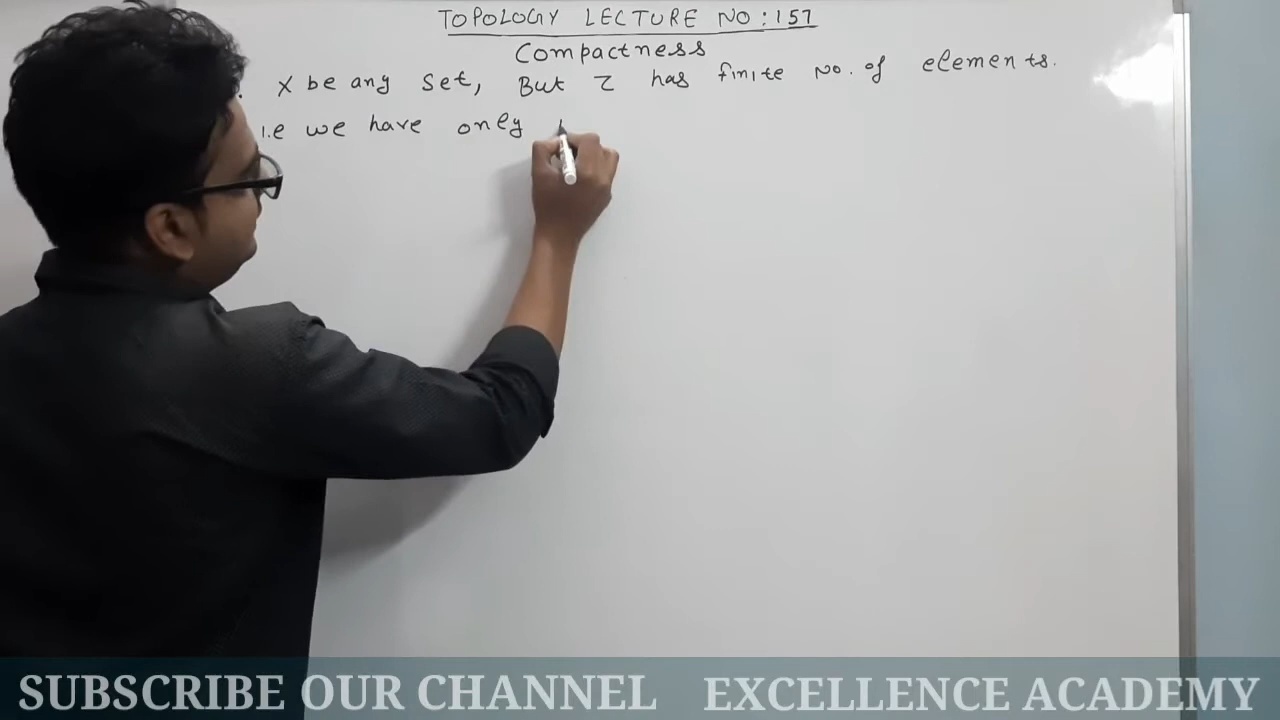 TOPOLOGY LECTURE NO: 157
Compactness
X be any set, But τ has finite No. of elements.
i.e we have only
SUBSCRIBE OUR CHANNEL EXCELLENCE ACADEMY